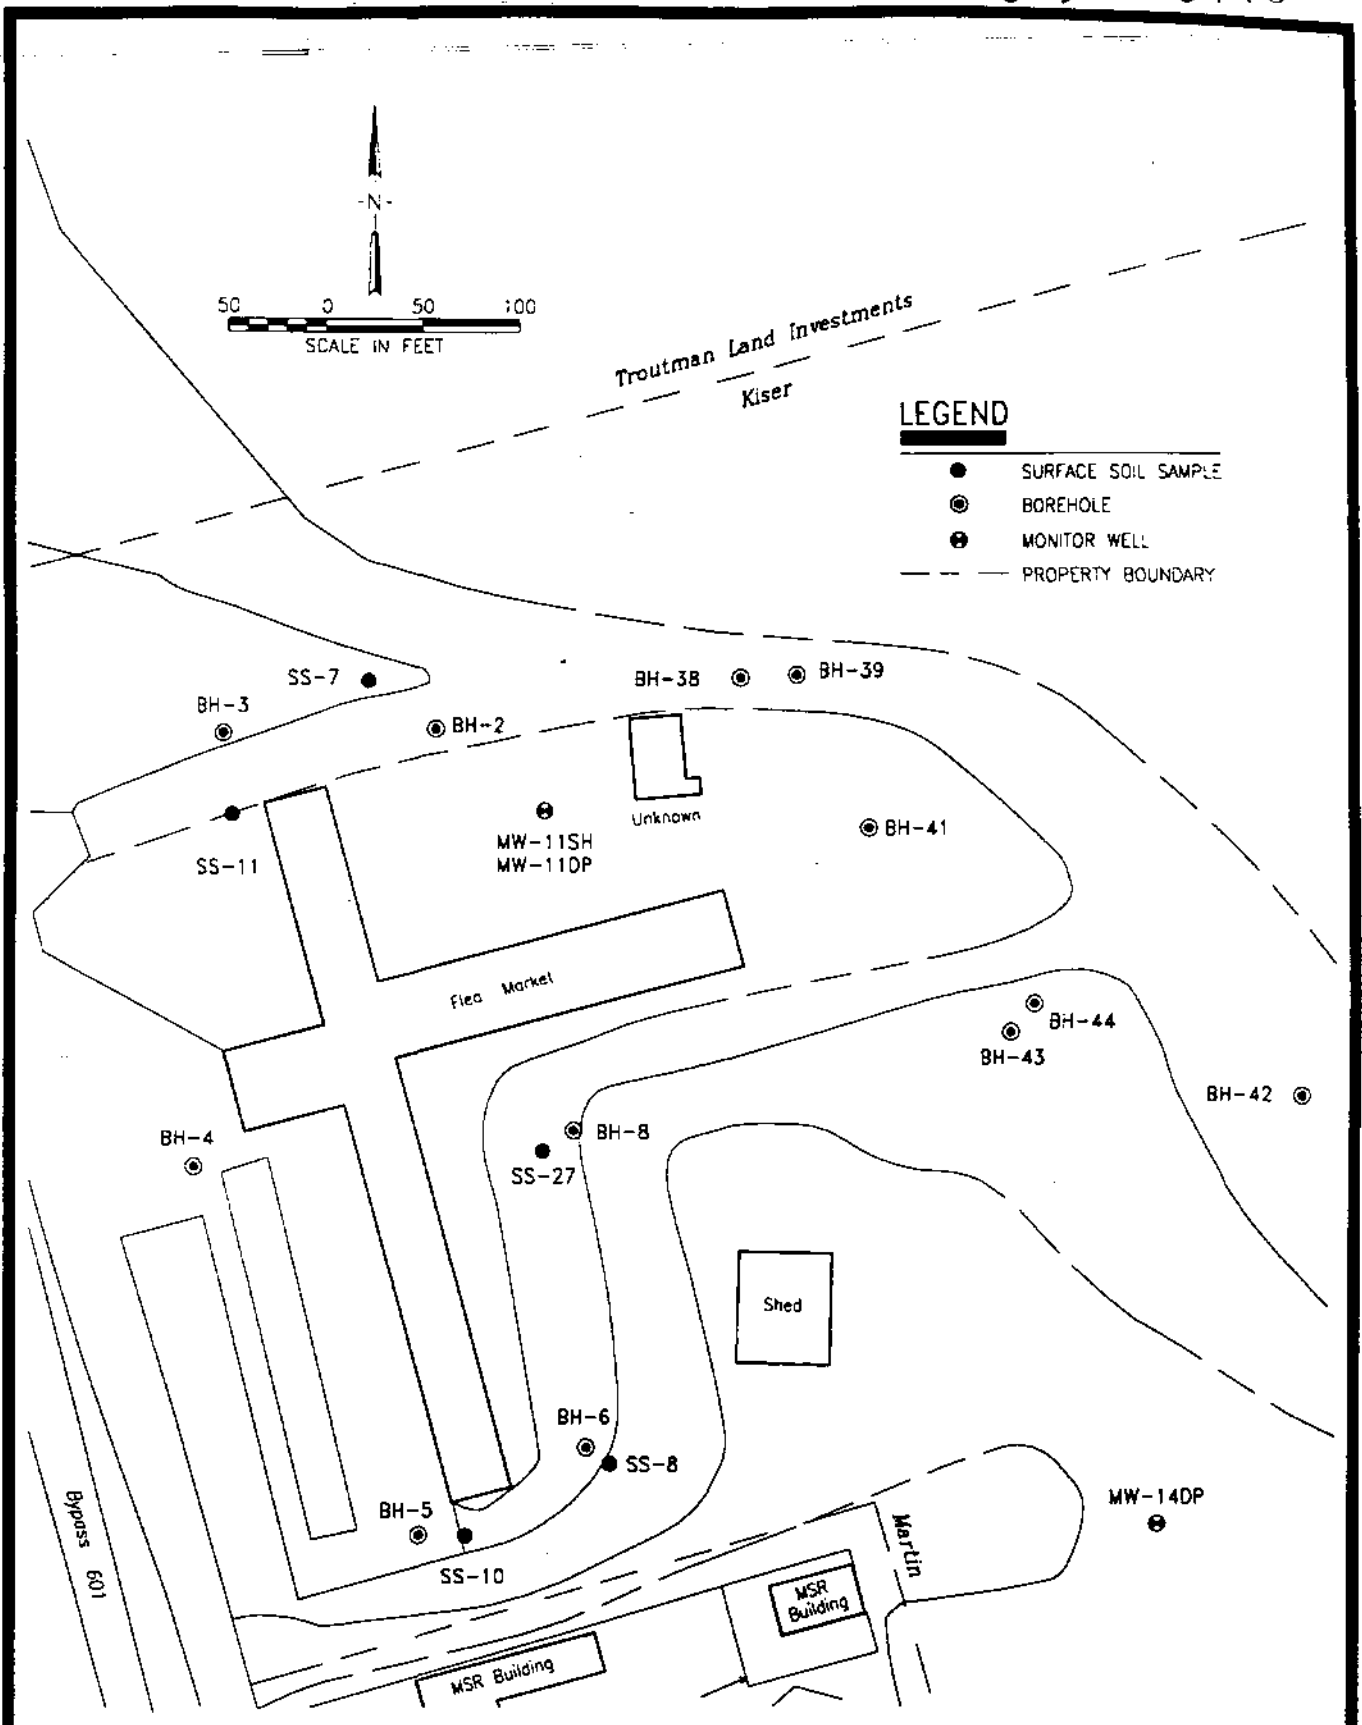 -N-
50 0 50 100
SCALE IN FEET
Troutman Land Investments
Kiser
LEGEND
SURFACE SOIL SAMPLE
BOREHOLE
MONITOR WELL
PROPERTY BOUNDARY
SS-7
BH-38
BH-39
BH-3
BH-2
Unknown
MW-11SH
MW-11DP
BH-41
SS-11
Flea Market
BH-44
BH-43
BH-42
BH-4
BH-8
SS-27
Shed
BH-6
SS-8
BH-5
SS-10
MW-14DP
Martin
Bypass 601
MSR
Building
MSR Building